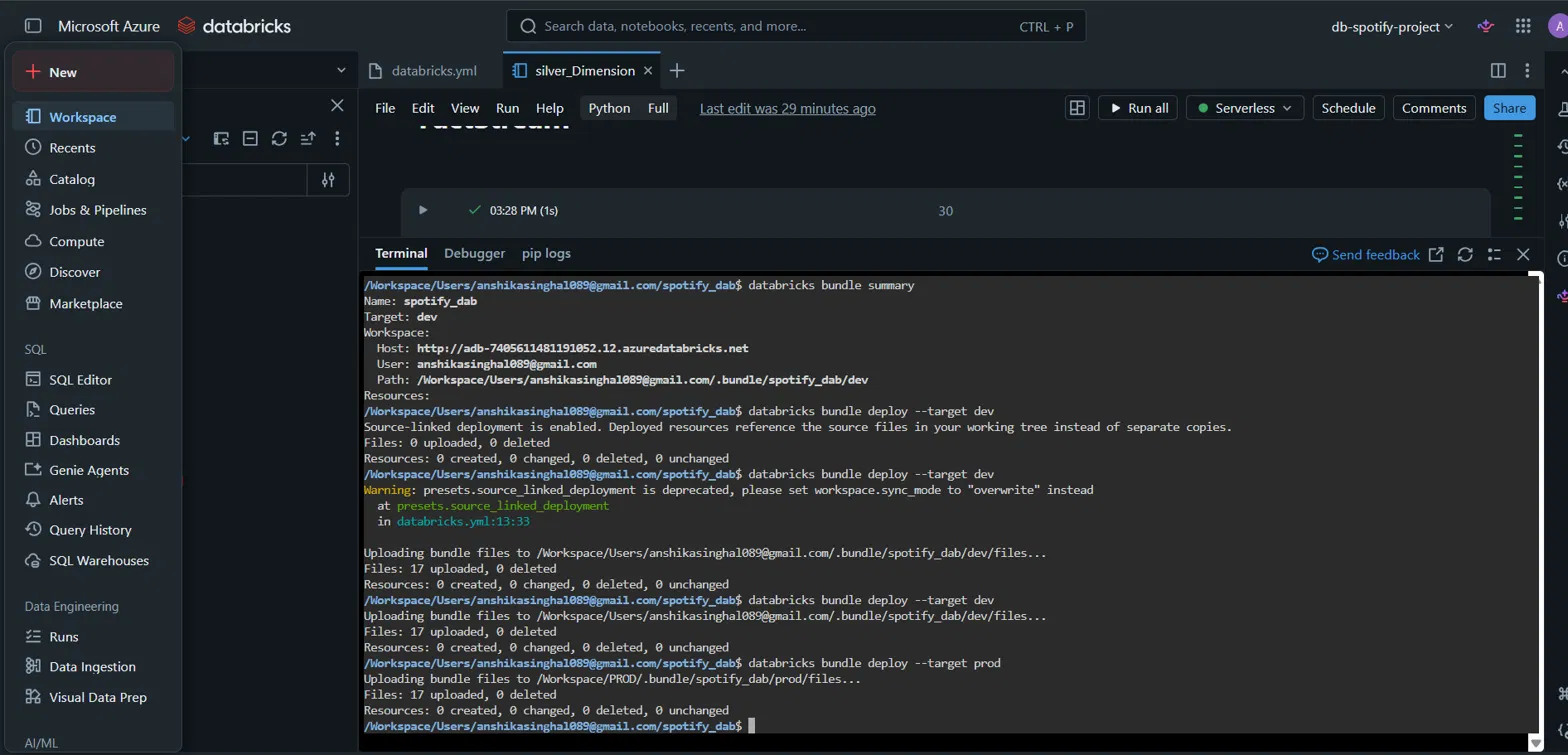 Microsoft Azure
databricks
Search data, notebooks, recents, and more...
CTRL + P
db-spotify-project
A
New
Workspace
Recents
Catalog
Jobs & Pipelines
Compute
Discover
Marketplace
SQL
SQL Editor
Queries
Dashboards
Genie Agents
Alerts
Query History
SQL Warehouses
Data Engineering
Runs
Data Ingestion
Visual Data Prep
AI/ML
databricks.yml
silver_Dimension
File Edit View Run Help Python Full Last edit was 29 minutes ago
Run all Serverless Schedule Comments Share
FactStream
03:28 PM (1s)
30
Terminal Debugger pip logs
Send feedback
/Workspace/Users/anshikasinghal089@gmail.com/spotify_dab$ databricks bundle summary
Name: spotify_dab
Target: dev
Workspace:
Host: http://adb-7405611481191052.12.azuredatabricks.net
User: anshikasinghal089@gmail.com
Path: /Workspace/Users/anshikasinghal089@gmail.com/.bundle/spotify_dab/dev
Resources:
/Workspace/Users/anshikasinghal089@gmail.com/spotify_dab$ databricks bundle deploy --target dev
Source-linked deployment is enabled. Deployed resources reference the source files in your working tree instead of separate copies.
Files: 0 uploaded, 0 deleted
Resources: 0 created, 0 changed, 0 deleted, 0 unchanged
/Workspace/Users/anshikasinghal089@gmail.com/spotify_dab$ databricks bundle deploy --target dev
Warning: presets.source_linked_deployment is deprecated, please set workspace.sync_mode to "overwrite" instead
at presets.source_linked_deployment
in databricks.yml:13:33
Uploading bundle files to /Workspace/Users/anshikasinghal089@gmail.com/.bundle/spotify_dab/dev/files...
Files: 17 uploaded, 0 deleted
Resources: 0 created, 0 changed, 0 deleted, 0 unchanged
/Workspace/Users/anshikasinghal089@gmail.com/spotify_dab$ databricks bundle deploy --target dev
Uploading bundle files to /Workspace/Users/anshikasinghal089@gmail.com/.bundle/spotify_dab/dev/files...
Files: 17 uploaded, 0 deleted
Resources: 0 created, 0 changed, 0 deleted, 0 unchanged
/Workspace/Users/anshikasinghal089@gmail.com/spotify_dab$ databricks bundle deploy --target prod
Uploading bundle files to /Workspace/PROD/.bundle/spotify_dab/prod/files...
Files: 17 uploaded, 0 deleted
Resources: 0 created, 0 changed, 0 deleted, 0 unchanged
/Workspace/Users/anshikasinghal089@gmail.com/spotify_dab$